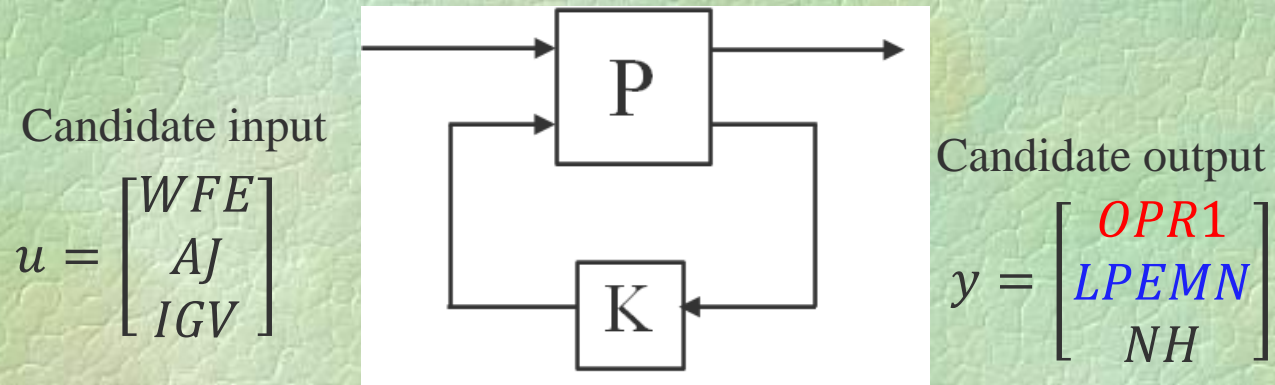 Candidate input
u = [WFE
AJ
IGV]
P
K
Candidate output
y = [OPR1
LPEMN
NH]